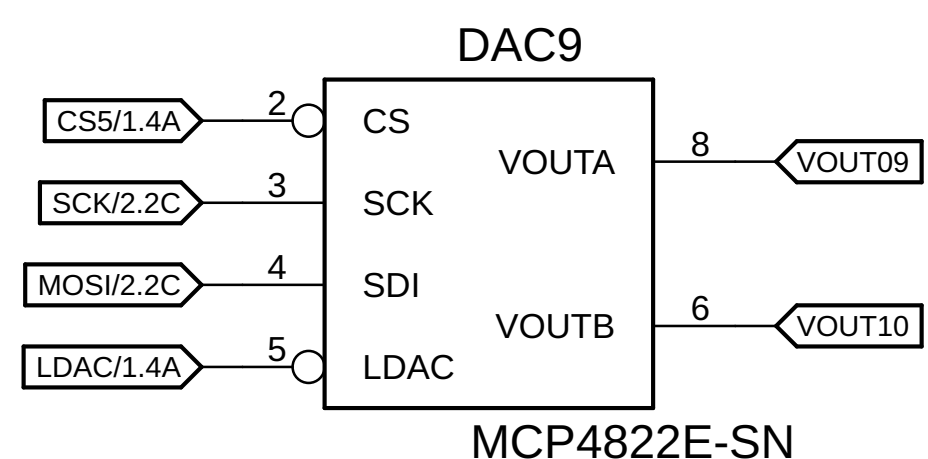 DAC9
CS5/1.4A 2 CS
VOUTA 8 VOUT09
SCK/2.2C 3 SCK
MOSI/2.2C 4 SDI
VOUTB 6 VOUT10
LDAC/1.4A 5 LDAC
MCP4822E-SN